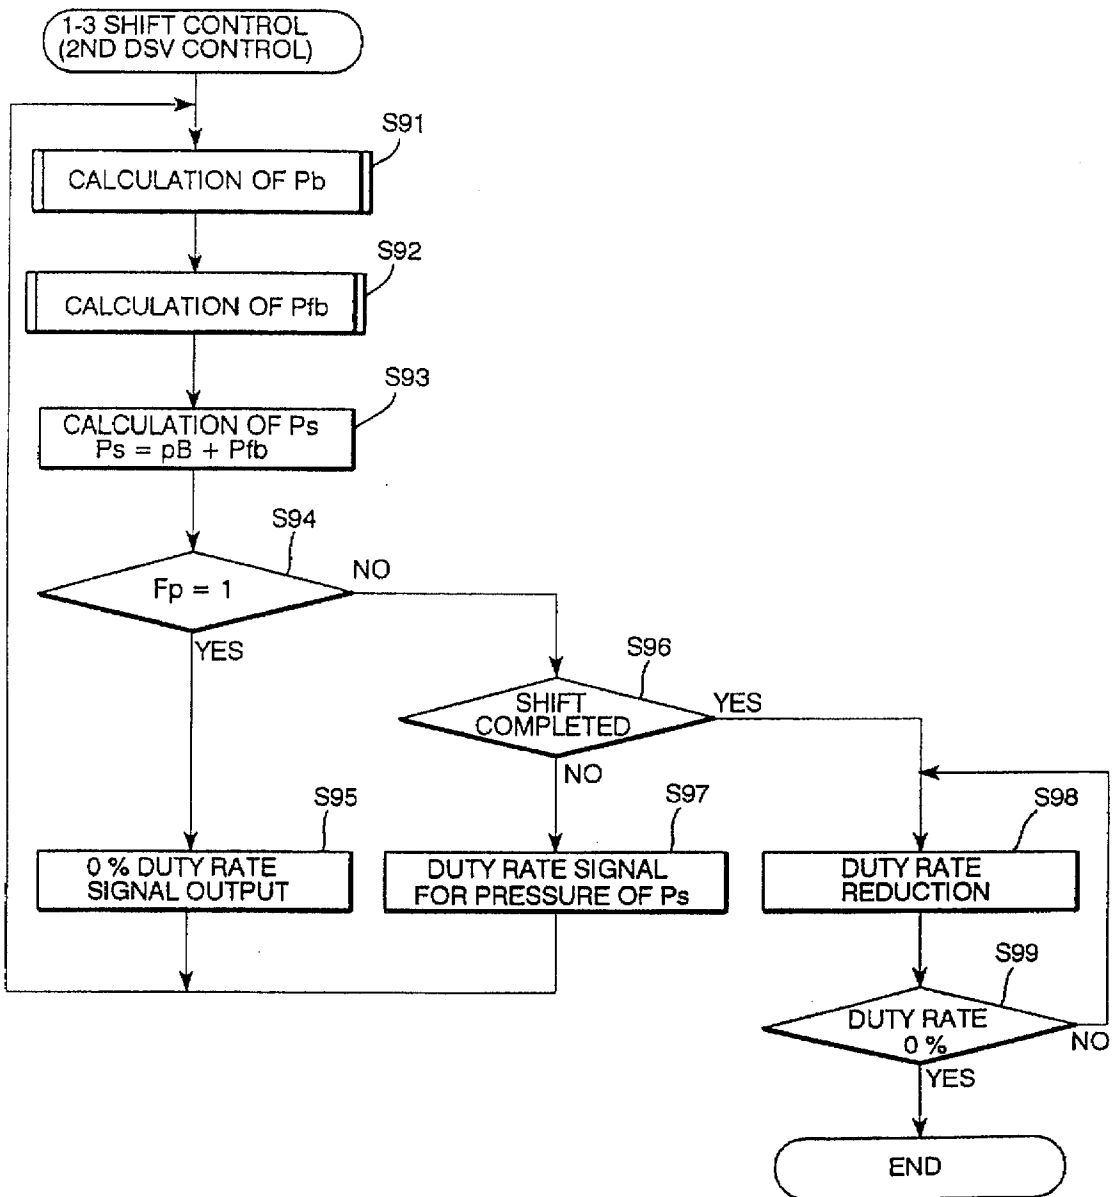 1-3 SHIFT CONTROL
(2ND DSV CONTROL)
S91
CALCULATION OF Pb
S92
CALCULATION OF Pfb
S93
CALCULATION OF Ps
Ps = pB + Pfb
S94
Fp = 1
NO
YES
S96
SHIFT
COMPLETED
YES
NO
S95
0 % DUTY RATE
SIGNAL OUTPUT
S97
DUTY RATE SIGNAL
FOR PRESSURE OF Ps
S98
DUTY RATE
REDUCTION
S99
DUTY RATE
0 %
NO
YES
END